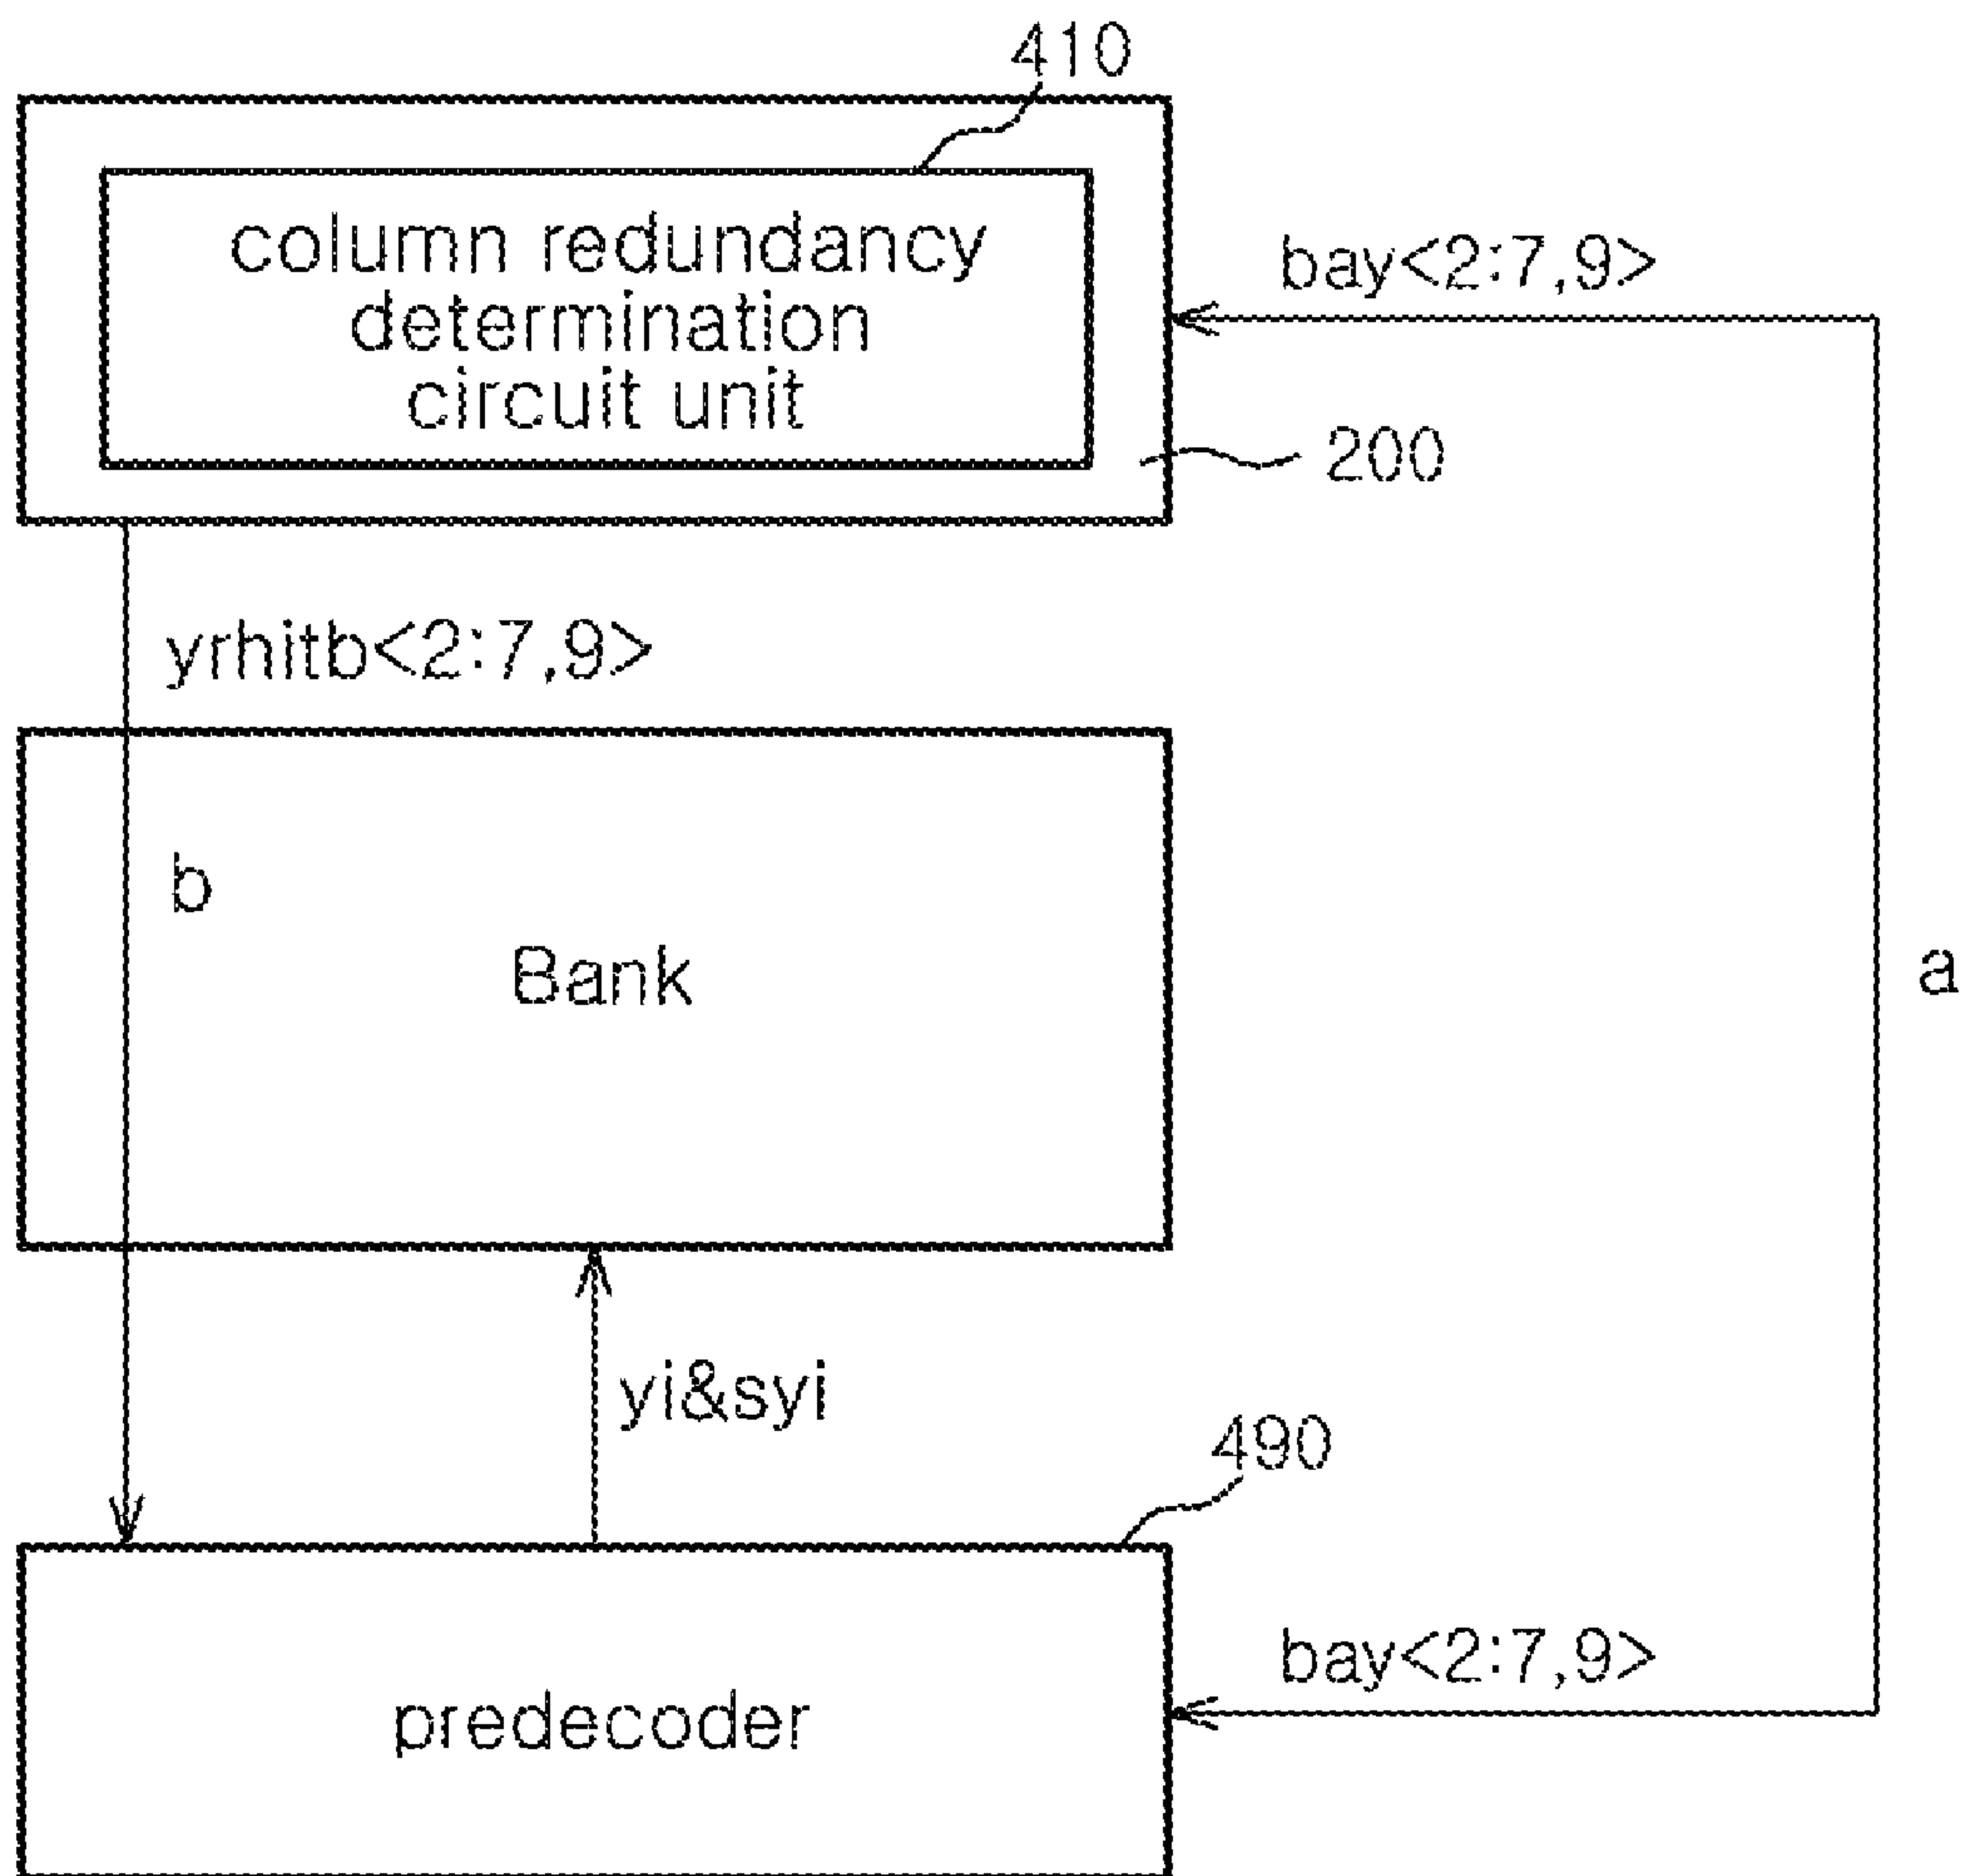 410
column redundancy
determination
circuit unit
bay<2:7,9>
200
yrhitb<2:7,9>
b
Bank
a
yi&syi
490
bay<2:7,9>
predecoder